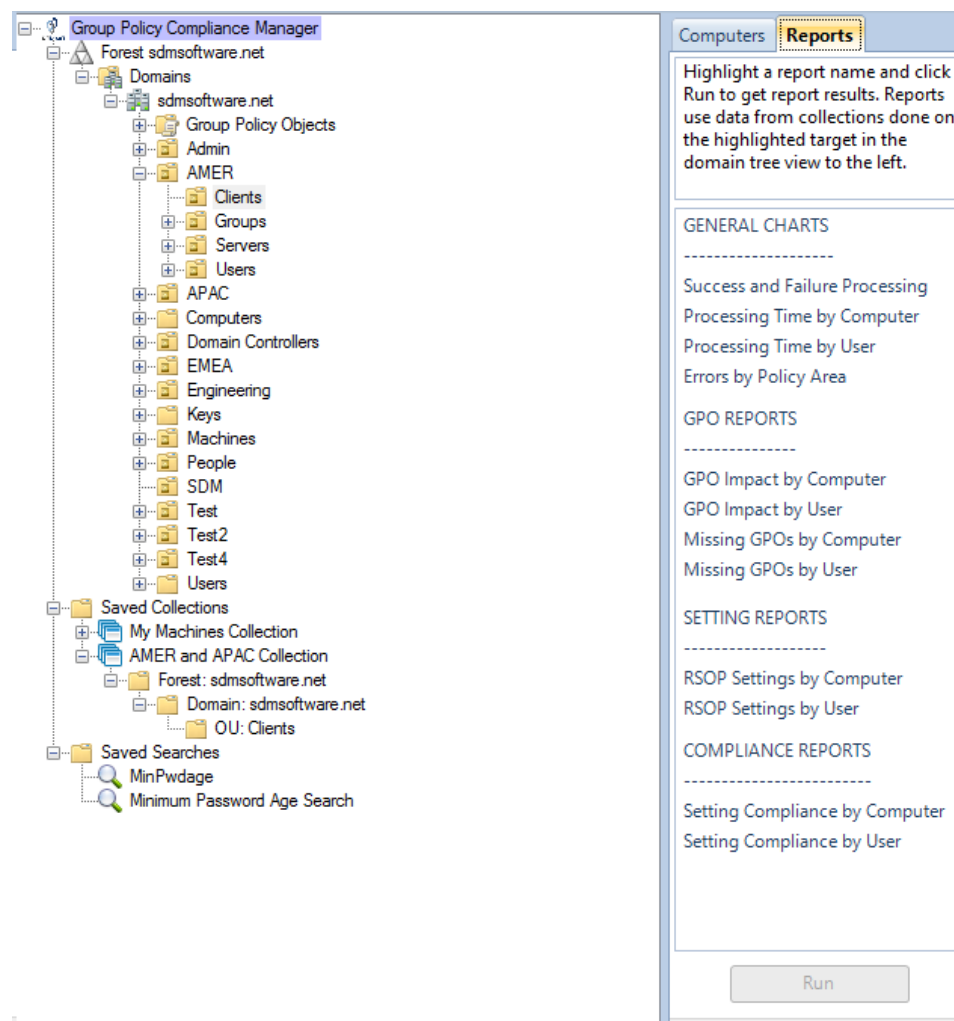 Group Policy Compliance Manager
Forest sdmsoftware.net
Domains
sdmsoftware.net
Group Policy Objects
Admin
AMER
Clients
Groups
Servers
Users
APAC
Computers
Domain Controllers
EMEA
Engineering
Keys
Machines
People
SDM
Test
Test2
Test4
Users
Saved Collections
My Machines Collection
AMER and APAC Collection
Forest: sdmsoftware.net
Domain: sdmsoftware.net
OU: Clients
Saved Searches
MinPwdage
Minimum Password Age Search
Computers Reports
Highlight a report name and click
Run to get report results. Reports
use data from collections done on
the highlighted target in the
domain tree view to the left.
GENERAL CHARTS
--------------------
Success and Failure Processing
Processing Time by Computer
Processing Time by User
Errors by Policy Area
GPO REPORTS
---------------
GPO Impact by Computer
GPO Impact by User
Missing GPOs by Computer
Missing GPOs by User
SETTING REPORTS
-------------------
RSOP Settings by Computer
RSOP Settings by User
COMPLIANCE REPORTS
-------------------------
Setting Compliance by Computer
Setting Compliance by User
Run